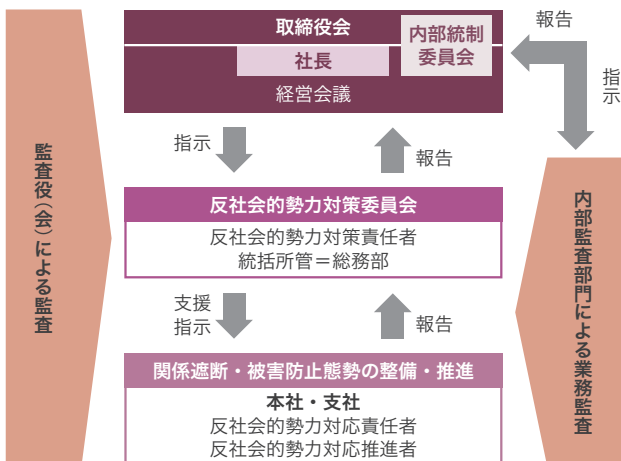 取締役会
内部統制
委員会
社長
経営会議
報告
指示
指示
報告
監査役(会)による監査
反社会的勢力対策委員会
反社会的勢力対策責任者
統括所管＝総務部
内部監査部門による業務監査
支援
指示
報告
関係遮断・被害防止態勢の整備・推進
本社・支社
反社会的勢力対応責任者
反社会的勢力対応推進者